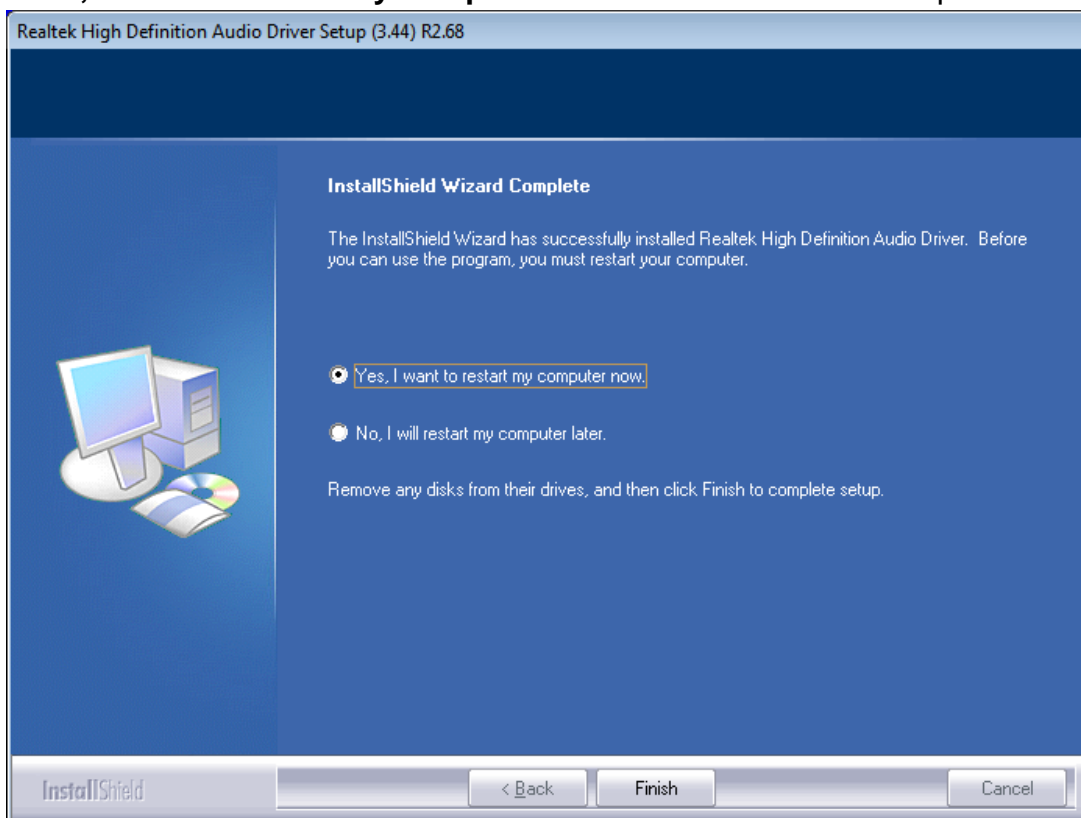 Realtek High Definition Audio Driver Setup (3.44) R2.68
InstallShield Wizard Complete
The InstallShield Wizard has successfully installed Realtek High Definition Audio Driver. Before
you can use the program, you must restart your computer.
Yes, I want to restart my computer now.
No, I will restart my computer later.
Remove any disks from their drives, and then click Finish to complete setup.
InstallShield
< Back
Finish
Cancel